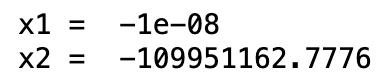 x1 =  -1e-08
x2 =  -109951162.7776